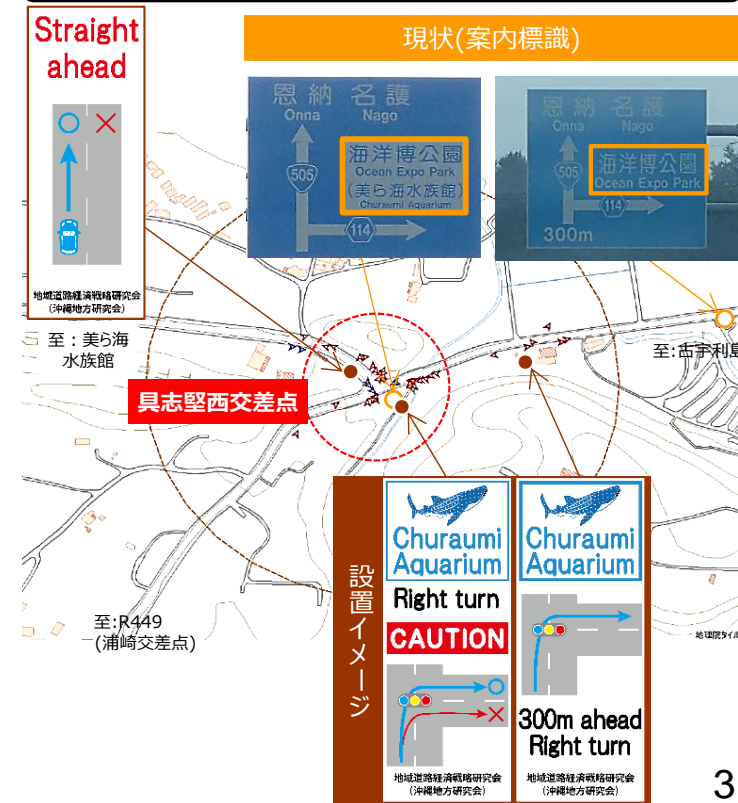 Straight
ahead
地域道路経済戦略研究会
(沖縄地方研究会)
現状(案内標識)
恩納 名護
Onna Nago
505
海洋博公園
Ocean Expo Park
(美ら海水族館)
Churaumi Aquarium
114
恩納 名護
Onna Nago
505
海洋博公園
Ocean Expo Park
114
300m
至：美ら海
水族館
至:古宇利島
具志堅西交差点
至:R449
(浦崎交差点)
設置イメージ
Churaumi
Aquarium
Right turn
CAUTION
地域道路経済戦略研究会
(沖縄地方研究会)
Churaumi
Aquarium
300m ahead
Right turn
地域道路経済戦略研究会
(沖縄地方研究会)
地理院タイル
3